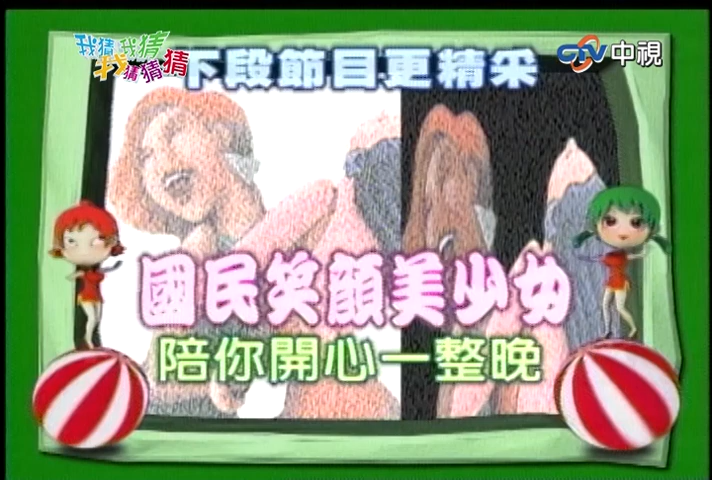 我猜我猜
我猜猜猜
CTV中視
下段節目更精采
國民笑顏美少女
陪你開心一整晚